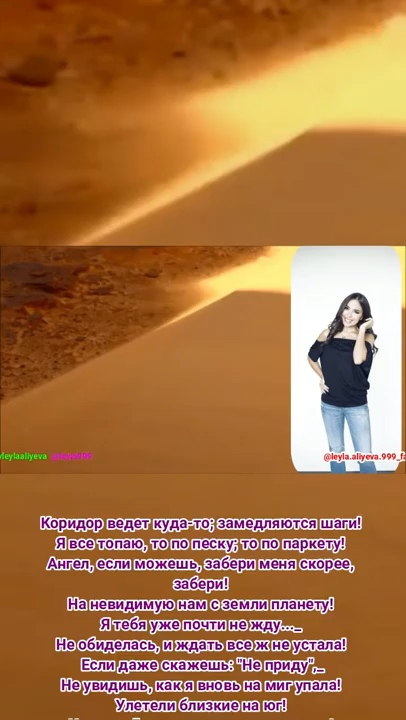 leylaaliyeva
@leyla.aliyeva.999_fa
Коридор ведет куда-то; замедляются шаги!
Я все топаю, то по песку; то по паркету!
Ангел, если можешь, забери меня скорее,
забери!
На невидимую нам с земли планету!
Я тебя уже почти не жду..._
Не обиделась, и ждать все ж не устала!
Если даже скажешь: "Не приду",_
Не увидишь, как я вновь на миг упала!
Улетели близкие на юг!